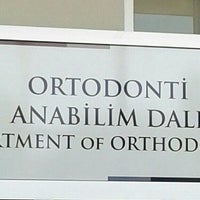 ORTODONTİ
ANABİLİM DALI
RTMENT OF ORTHOD